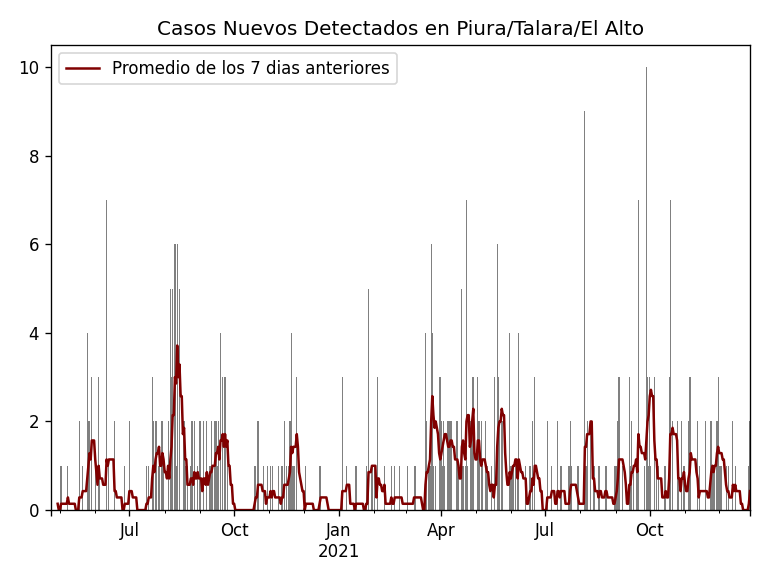 Casos Nuevos Detectados en Piura/Talara/El Alto
Promedio de los 7 dias anteriores
10
8
6
4
2
0
Jul Oct Jan Apr Jul Oct
2021